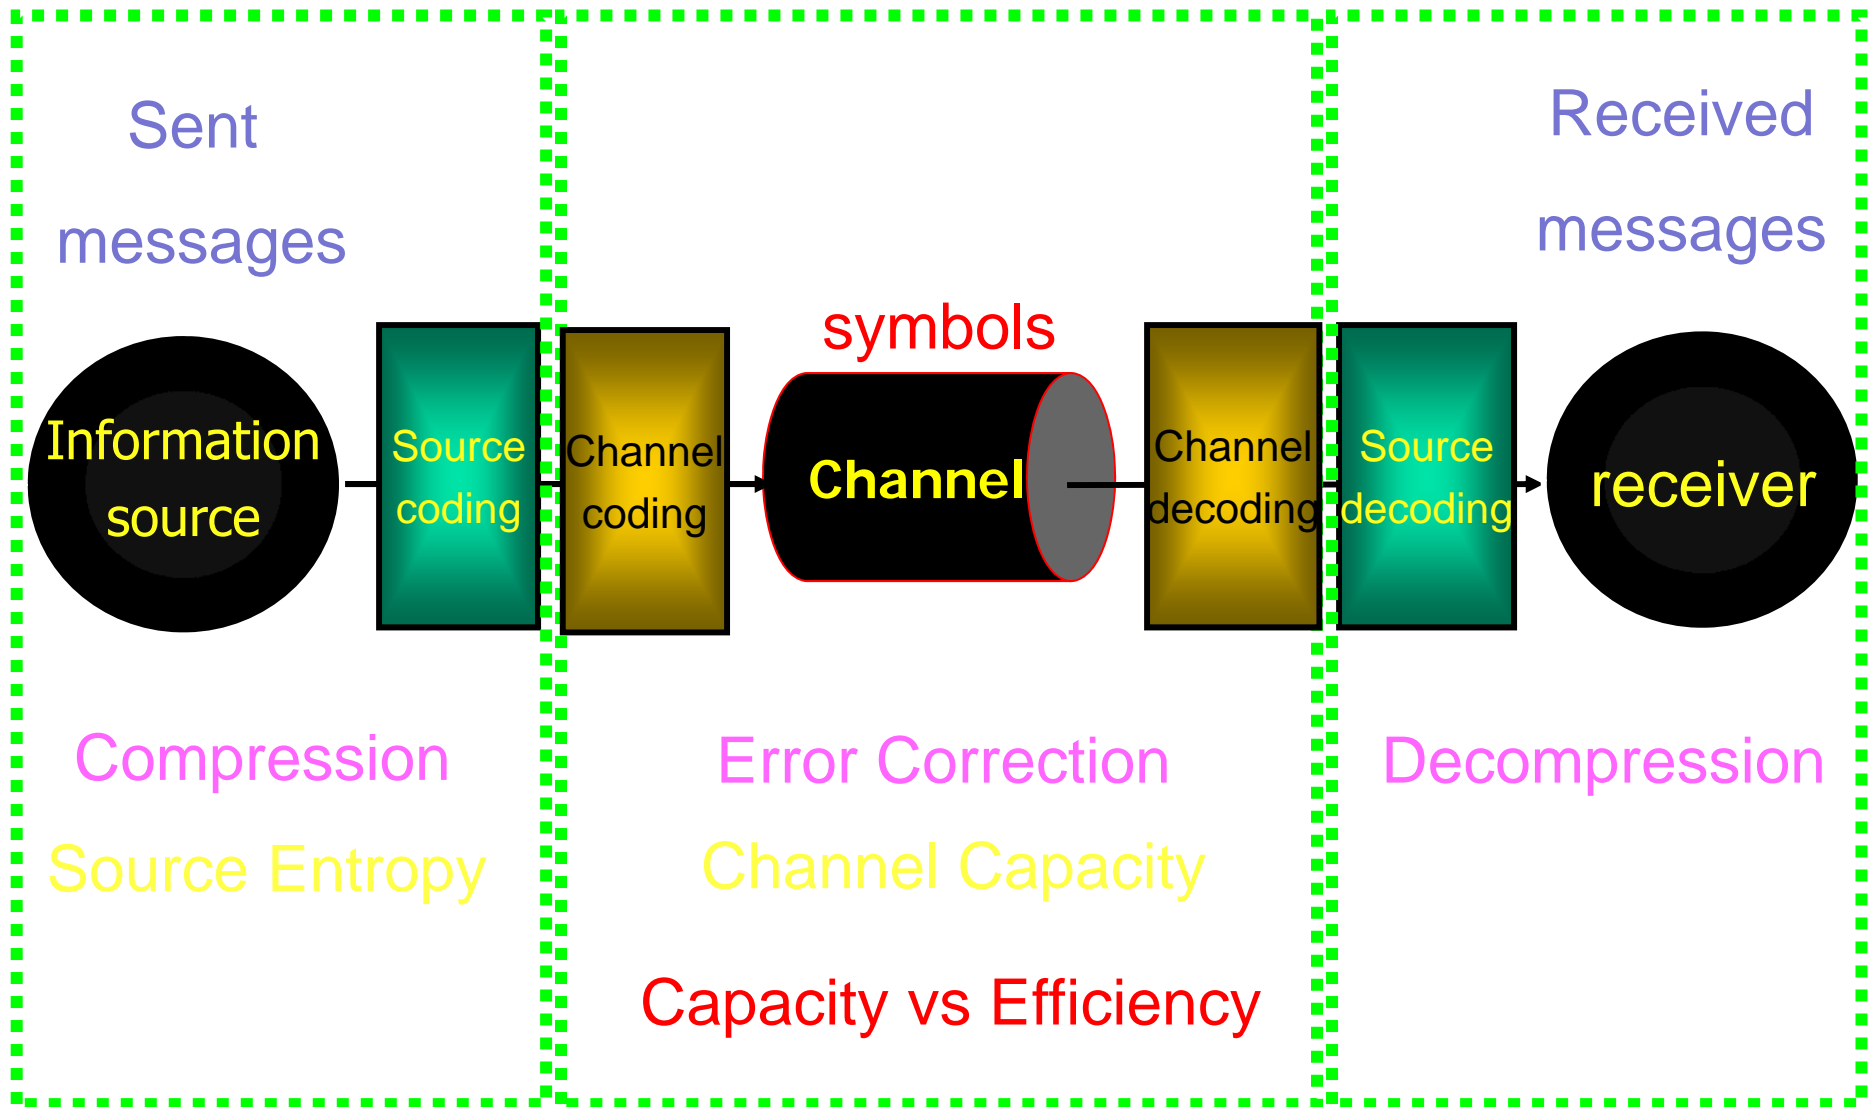 Sent
messages
Received
messages
symbols
Information
source
Source
coding
Channel
coding
Channel
Channel
decoding
Source
decoding
receiver
Compression
Error Correction
Decompression
Source Entropy
Channel Capacity
Capacity vs Efficiency